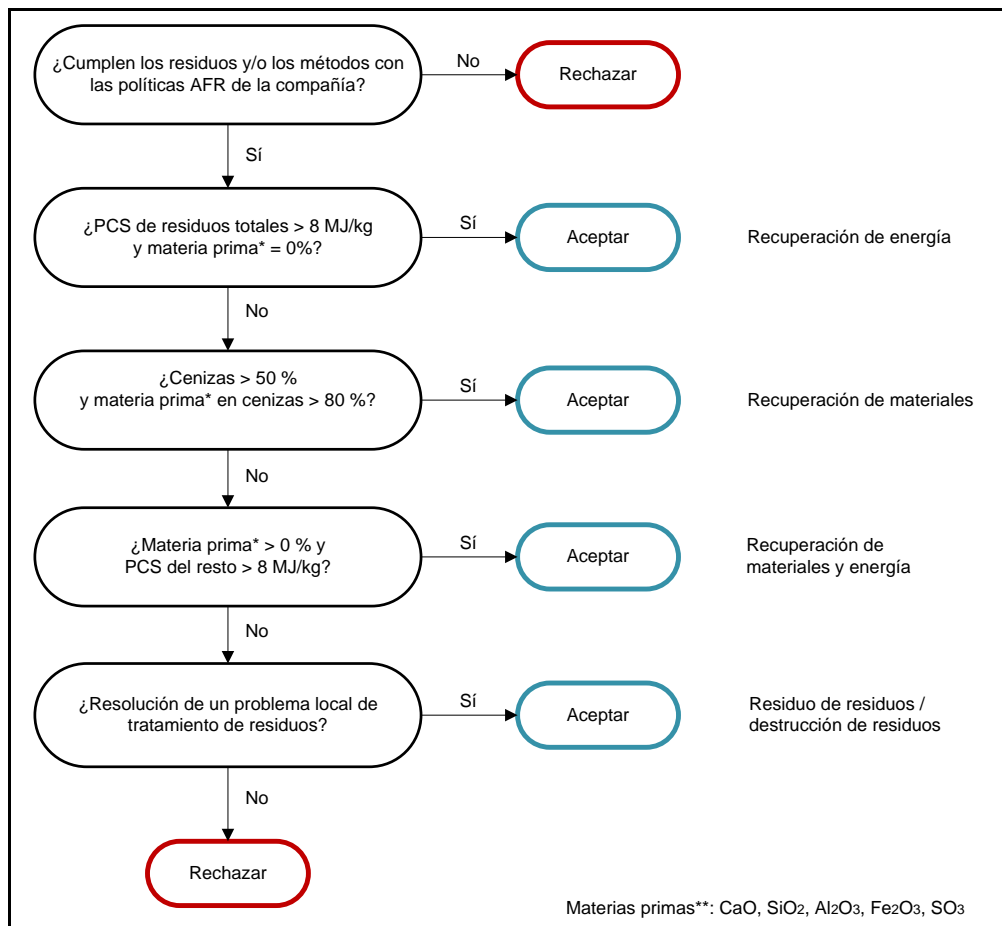 ¿Cumplen los residuos y/o los métodos con
las políticas AFR de la compañía?
No
Rechazar
Sí
¿PCS de residuos totales > 8 MJ/kg
y materia prima* = 0%?
Sí
Aceptar
Recuperación de energía
No
¿Cenizas > 50 %
y materia prima* en cenizas > 80 %?
Sí
Aceptar
Recuperación de materiales
No
¿Materia prima* > 0 % y
PCS del resto > 8 MJ/kg?
Sí
Aceptar
Recuperación de
materiales y energía
No
¿Resolución de un problema local de
tratamiento de residuos?
Sí
Aceptar
Residuo de residuos /
destrucción de residuos
No
Rechazar
Materias primas**: CaO, SiO2, Al2O3, Fe2O3, SO3